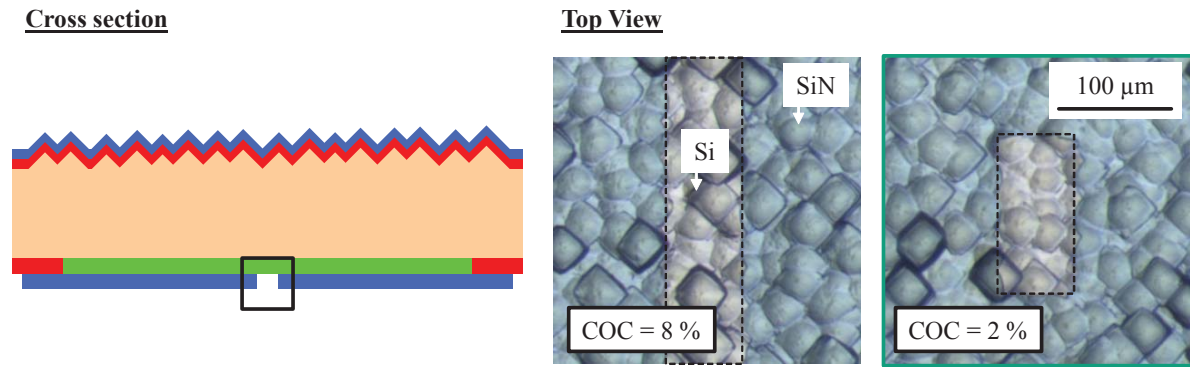 Cross section
Top View
SiN
Si
COC = 8 %
100 µm
COC = 2 %